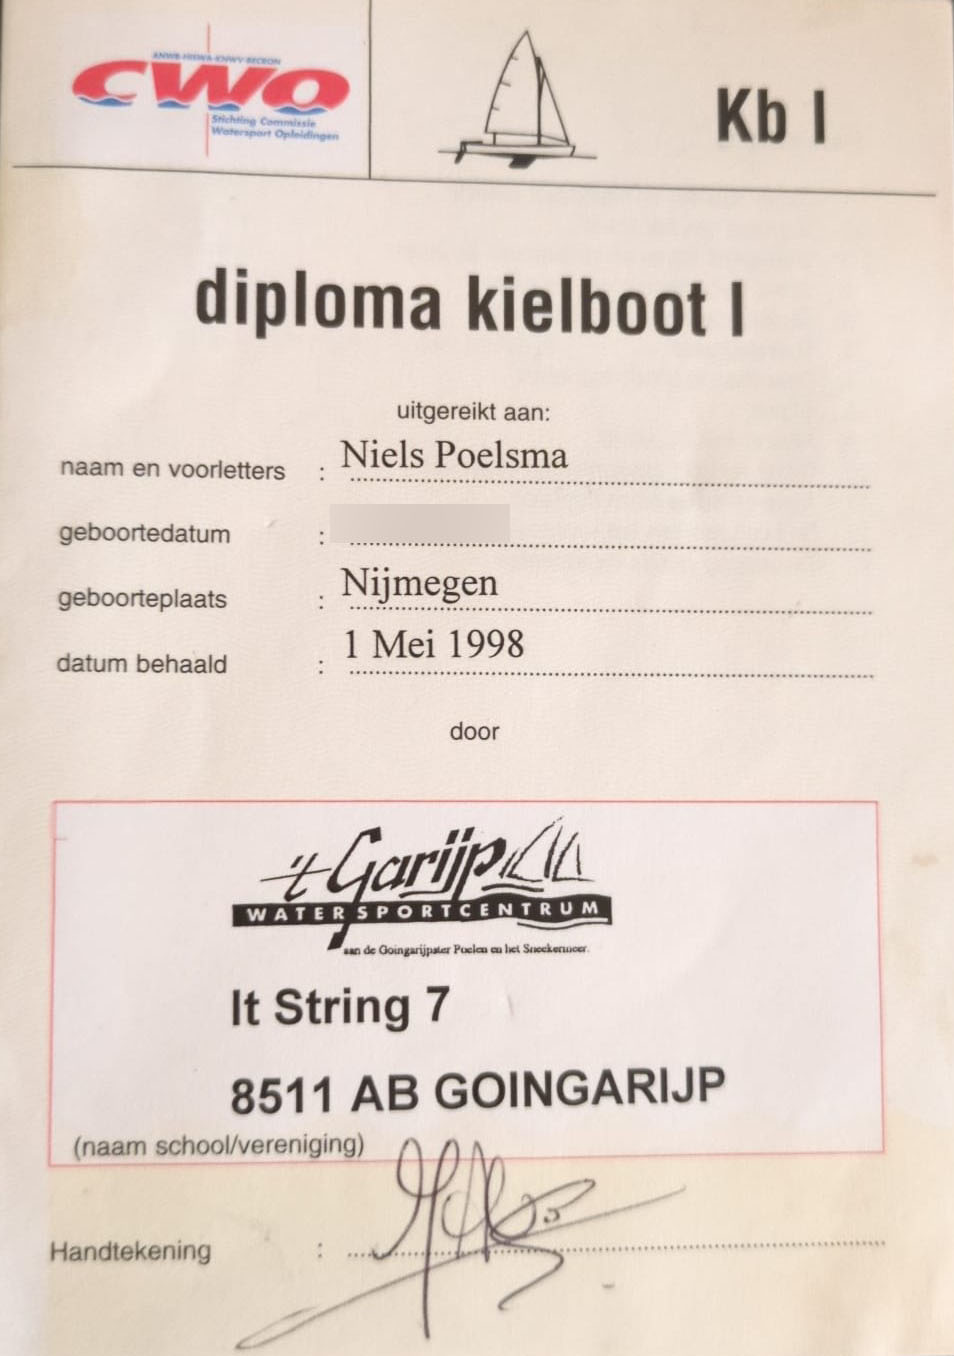 ANWB-HISWA-KNWV-RECRON
CWO
Stichting Commissie
Watersport Opleidingen
Kb I
diploma kielboot I
uitgereikt aan:
naam en voorletters : Niels Poelsma
geboortedatum :
geboorteplaats : Nijmegen
datum behaald : 1 Mei 1998
door
't Garijp
WATERSPORTCENTRUM
aan de Goingarijpster Poelen en het Sneekermeer.
It String 7
8511 AB GOINGARIJP
(naam school/vereniging)
Handtekening :